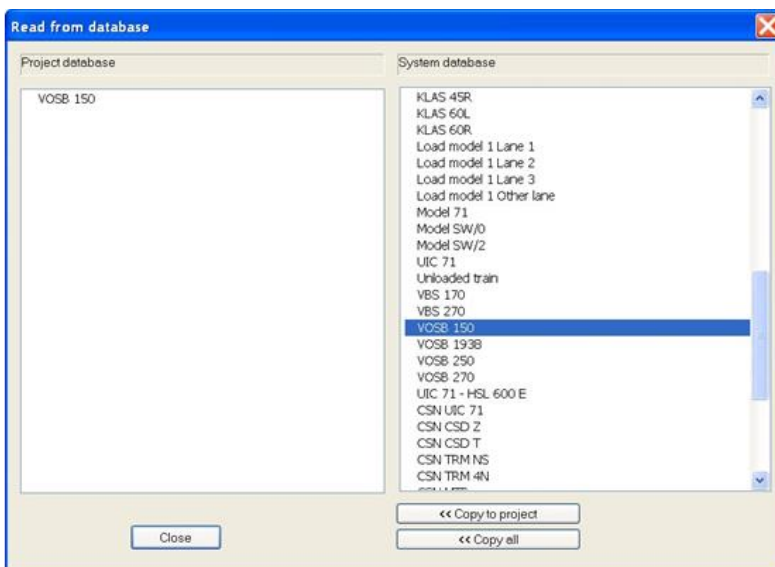 Read from database
Project database
VOSB 150
System database
KLAS 45R
KLAS 60L
KLAS 60R
Load model 1 Lane 1
Load model 1 Lane 2
Load model 1 Lane 3
Load model 1 Other lane
Model 71
Model SW/0
Model SW/2
UIC 71
Unloaded train
VBS 170
VBS 270
VOSB 150
VOSB 1938
VOSB 250
VOSB 270
UIC 71 - HSL 600 E
CSN UIC 71
CSN CSD Z
CSN CSD T
CSN TRM NS
CSN TRM 4N
<< Copy to project
<< Copy all
Close